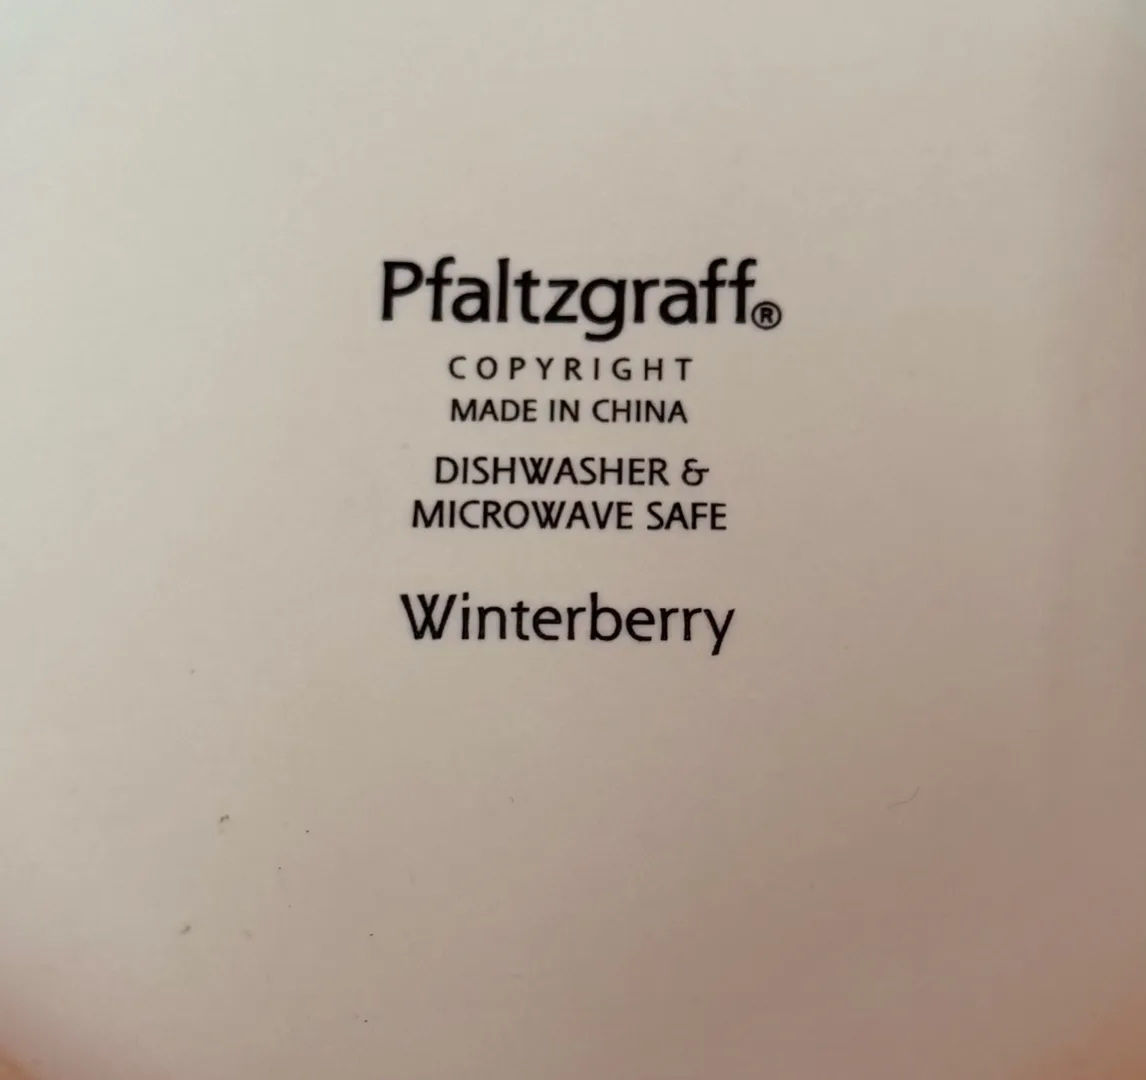 Pfaltzgraff®
COPYRIGHT
MADE IN CHINA
DISHWASHER &
MICROWAVE SAFE
Winterberry